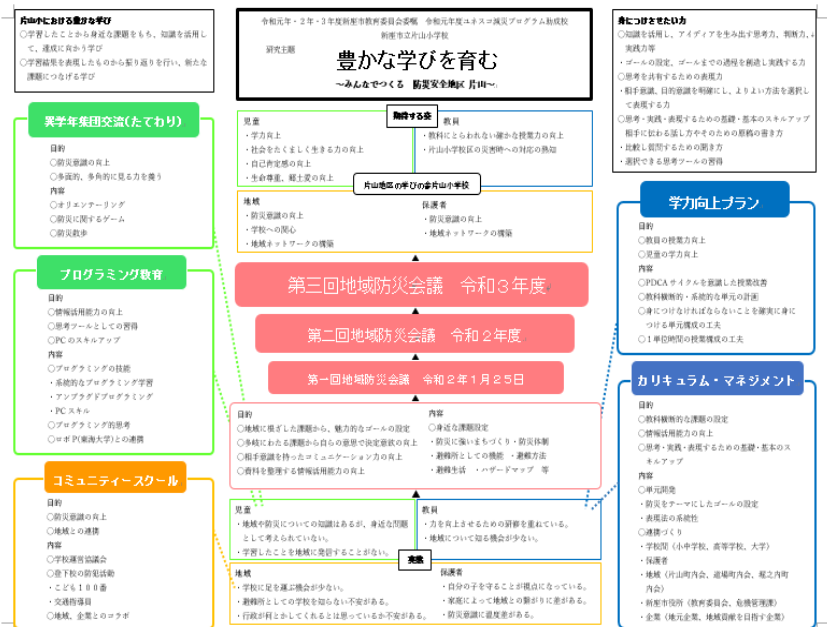 片山小における豊かな学び
○学習したことから身近な課題をもち、知識を活用し
て、達成に向かう学び
○学習結果を表現したものから振り返りを行い、新たな
課題につなげる学び
令和元年・2年・3年度新座市教育委員会委嘱　令和元年度ユネスコ減災プログラム助成校
新座市立片山小学校
研究主題
豊かな学びを育む
～みんなでつくる　防災安全地区 片山～
身につけさせたい力
○知識を活用し、アイディアを生み出す思考力、判断力、
実践力等
・ゴールの設定、ゴールまでの過程を創造し実践する力
○思考を共有するための表現力
・相手意識、目的意識を明確にし、よりよい方法を選択し
て表現する力
○思考・実践・表現するための基礎・基本のスキルアップ
相手に伝わる話し方やそのための原稿の書き方
・比較し質問するための聞き方
・選択できる思考ツールの習得
異学年集団交流(たてわり)
目的
○防災意識の向上
○多面的、多角的に見る力を養う
内容
○オリエンテーリング
○防災に関するゲーム
○防災散歩
プログラミング教育
目的
○情報活用能力の向上
○思考ツールとしての習得
○PCのスキルアップ
内容
○プログラミングの技能
・系統的なプログラミング学習
・アンプラグドプログラミング
・PCスキル
○プログラミング的思考
○ロボP(東海大学)との連携
コミュニティースクール
目的
○防災意識の向上
○地域との連携
内容
○学校運営協議会
○登下校の防犯活動
・こども100番
・交通指導員
○地域、企業とのコラボ
期待する姿
児童
・学力向上
・社会をたくましく生きる力の向上
・自己肯定感の向上
・生命尊重、郷土愛の向上
教員
・教科にとらわれない確かな授業力の向上
・片山小学校区の災害時への対応の熟知
片山地区の学びの舎片山小学校
地域
・防災意識の向上
・学校への関心
・地域ネットワークの構築
保護者
・防災意識の向上
・地域ネットワークの構築
第三回地域防災会議　令和3年度
第二回地域防災会議　令和2年度
第一回地域防災会議　令和2年1月25日
目的
○地域に根ざした課題から、魅力的なゴールの設定
○多岐にわたる課題から自らの意思で決定意欲の向上
○相手意識を持ったコミュニケーション力の向上
○資料を整理する情報活用能力の向上
内容
○身近な課題設定
・防災に強いまちづくり・防災体制
・避難所としての機能　・避難方法
・避難生活　・ハザードマップ　等
児童
・地域や防災についての知識はあるが、身近な問題
として考えられていない。
・学習したことを地域に発信することがない。
教員
・力を向上させるための研修を重ねている。
・地域について知る機会が少ない。
実態
地域
・学校に足を運ぶ機会が少ない。
・避難所としての学校を知らない不安がある。
・行政が何とかしてくれるとは思っているか不安がある。
保護者
・自分の子を守ることが視点になっている。
・家庭によって地域との繋がりに差がある。
・防災意識に温度差がある。
学力向上プラン
目的
○教員の授業力向上
○児童の学力向上
内容
○PDCAサイクルを意識した授業改善
○教科横断的・系統的な単元の計画
○身につけなければならないことを確実に身に
つける単元構成の工夫
○1単位時間の授業構成の工夫
カリキュラム・マネジメント
目的
○教科横断的な課題の設定
○情報活用能力の向上
○思考・実践・表現するための基礎・基本のス
キルアップ
内容
○単元開発
・防災をテーマにしたゴールの設定
・表現法の系統性
○連携づくり
・学校間（小中学校、高等学校、大学）
・保護者
・地域（片山町内会、道場町内会、堀之内町
内会）
・新座市役所（教育委員会、危機管理課）
・企業（地元企業、地域貢献を目指す企業）